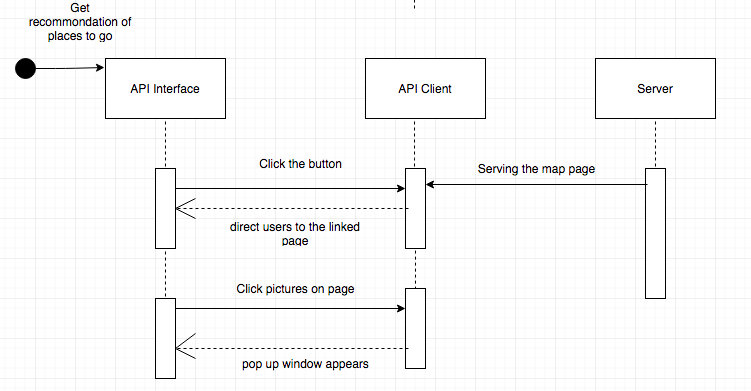 Get
recommondation of
places to go
API Interface
API Client
Server
Click the button
Serving the map page
direct users to the linked
page
Click pictures on page
pop up window appears